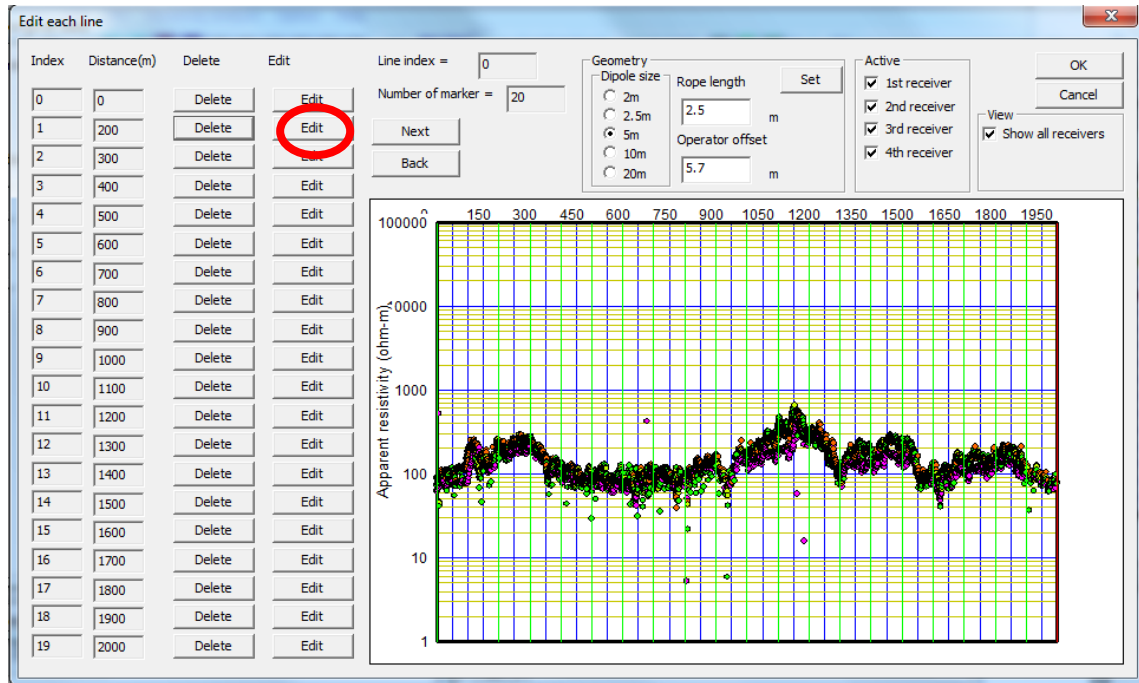 Edit each line
Index Distance(m) Delete Edit
0 0 Delete Edit
1 200 Delete Edit
2 300 Delete Edit
3 400 Delete Edit
4 500 Delete Edit
5 600 Delete Edit
6 700 Delete Edit
7 800 Delete Edit
8 900 Delete Edit
9 1000 Delete Edit
10 1100 Delete Edit
11 1200 Delete Edit
12 1300 Delete Edit
13 1400 Delete Edit
14 1500 Delete Edit
15 1600 Delete Edit
16 1700 Delete Edit
17 1800 Delete Edit
18 1900 Delete Edit
19 2000 Delete Edit
Line index = 0
Number of marker = 20
Next
Back
Geometry
Dipole size
2m
2.5m
5m
10m
20m
Rope length
2.5 m
Operator offset
5.7 m
Set
Active
1st receiver
2nd receiver
3rd receiver
4th receiver
OK
Cancel
View
Show all receivers
0 150 300 450 600 750 900 1050 1200 1350 1500 1650 1800 1950
100000
10000
1000
100
10
1
Apparent resistivity (ohm-m)